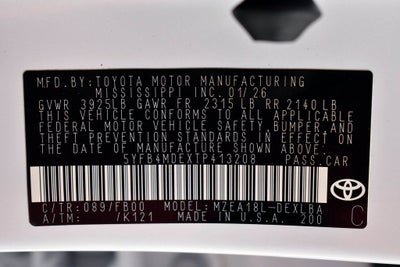 MFD.BY:TOYOTA MOTOR MANUFACTURING
MISSISSIPPI INC. 01/26
GVWR 3925LB GAWR FR 2315 LB RR 2140 LB
THIS VEHICLE CONFORMS TO ALL APPLICABLE
FEDERAL MOTOR VEHICLE SAFETY, BUMPER, AND
THEFT PREVENTION STANDARDS IN EFFECT ON
THE DATE OF MANUFACTURE SHOWN ABOVE.
5YFB4MDEXTP413208 PASS.CAR
C/TR: 089/FB00 MZEA18L-DEXLBA
A/TM: /K121 MADE IN U.S.A. 200
TOYOTA
C